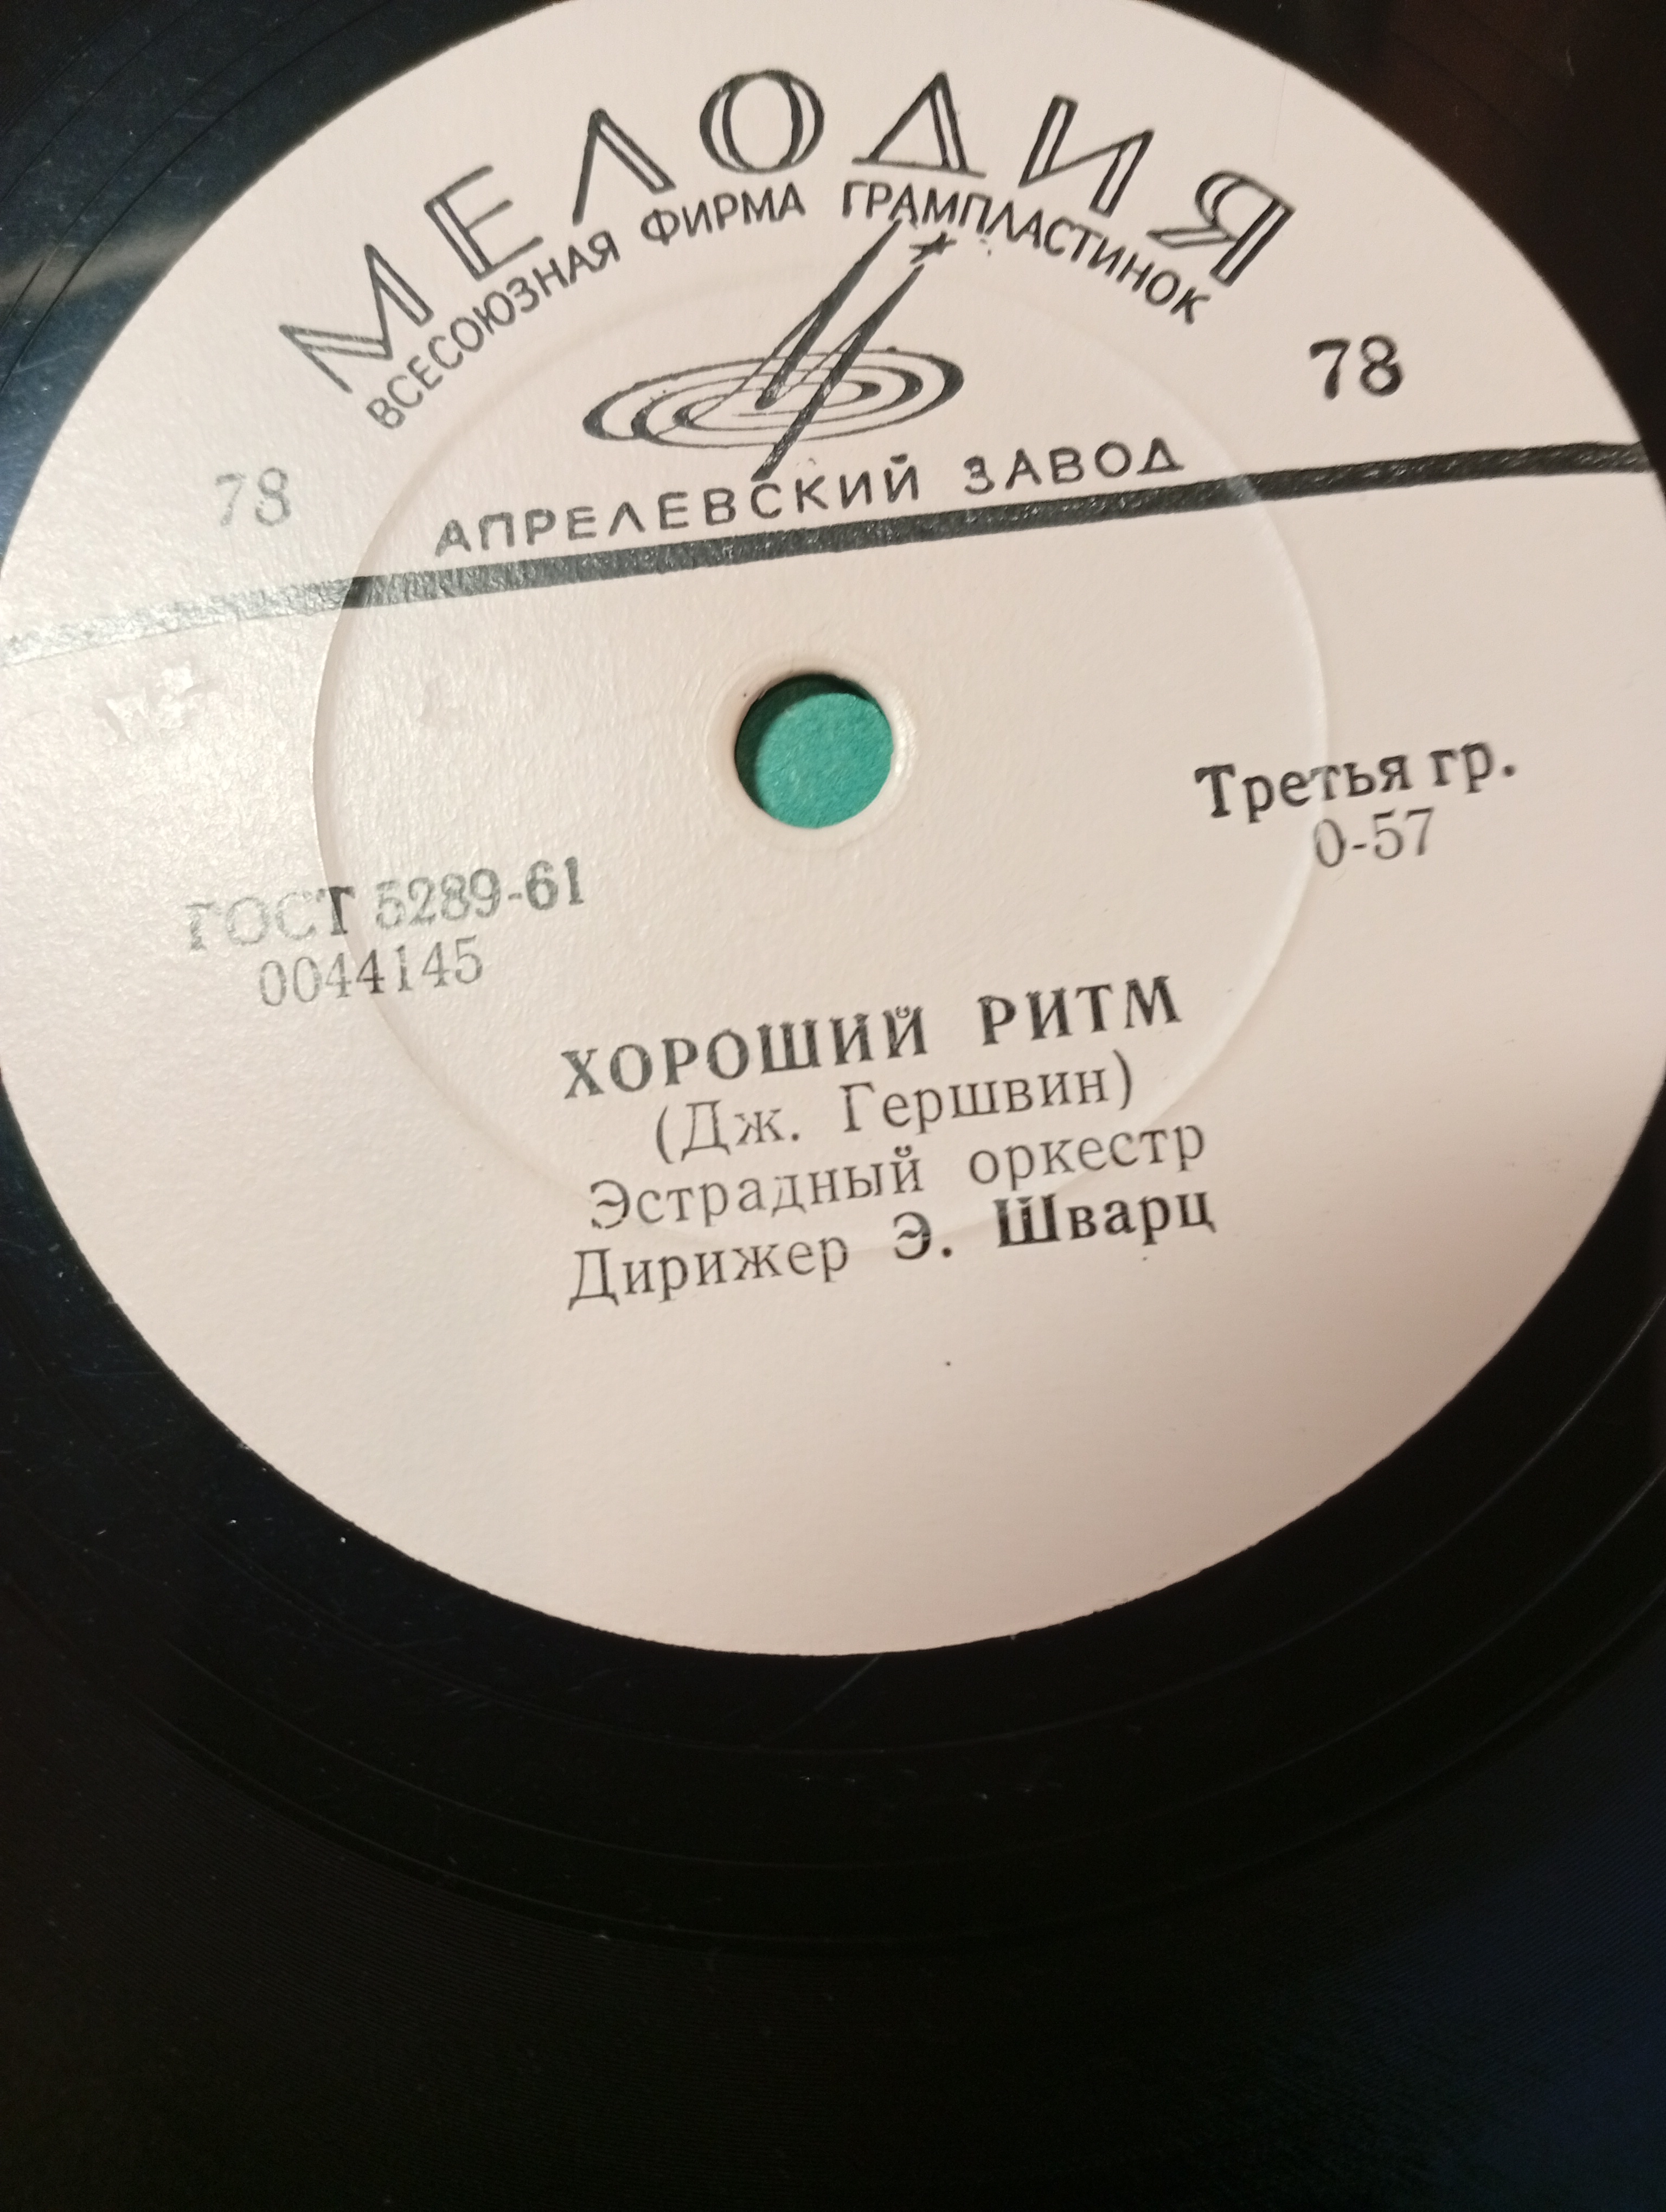 МЕЛОДИЯ
ВСЕСОЮЗНАЯ ФИРМА ГРАМПЛАСТИНОК
78
78
АПРЕЛЕВСКИЙ ЗАВОД
Третья гр.
0-57
ГОСТ 5289-61
0044145
ХОРОШИЙ РИТМ
(Дж. Гершвин)
Эстрадный оркестр
Дирижер Э. Шварц